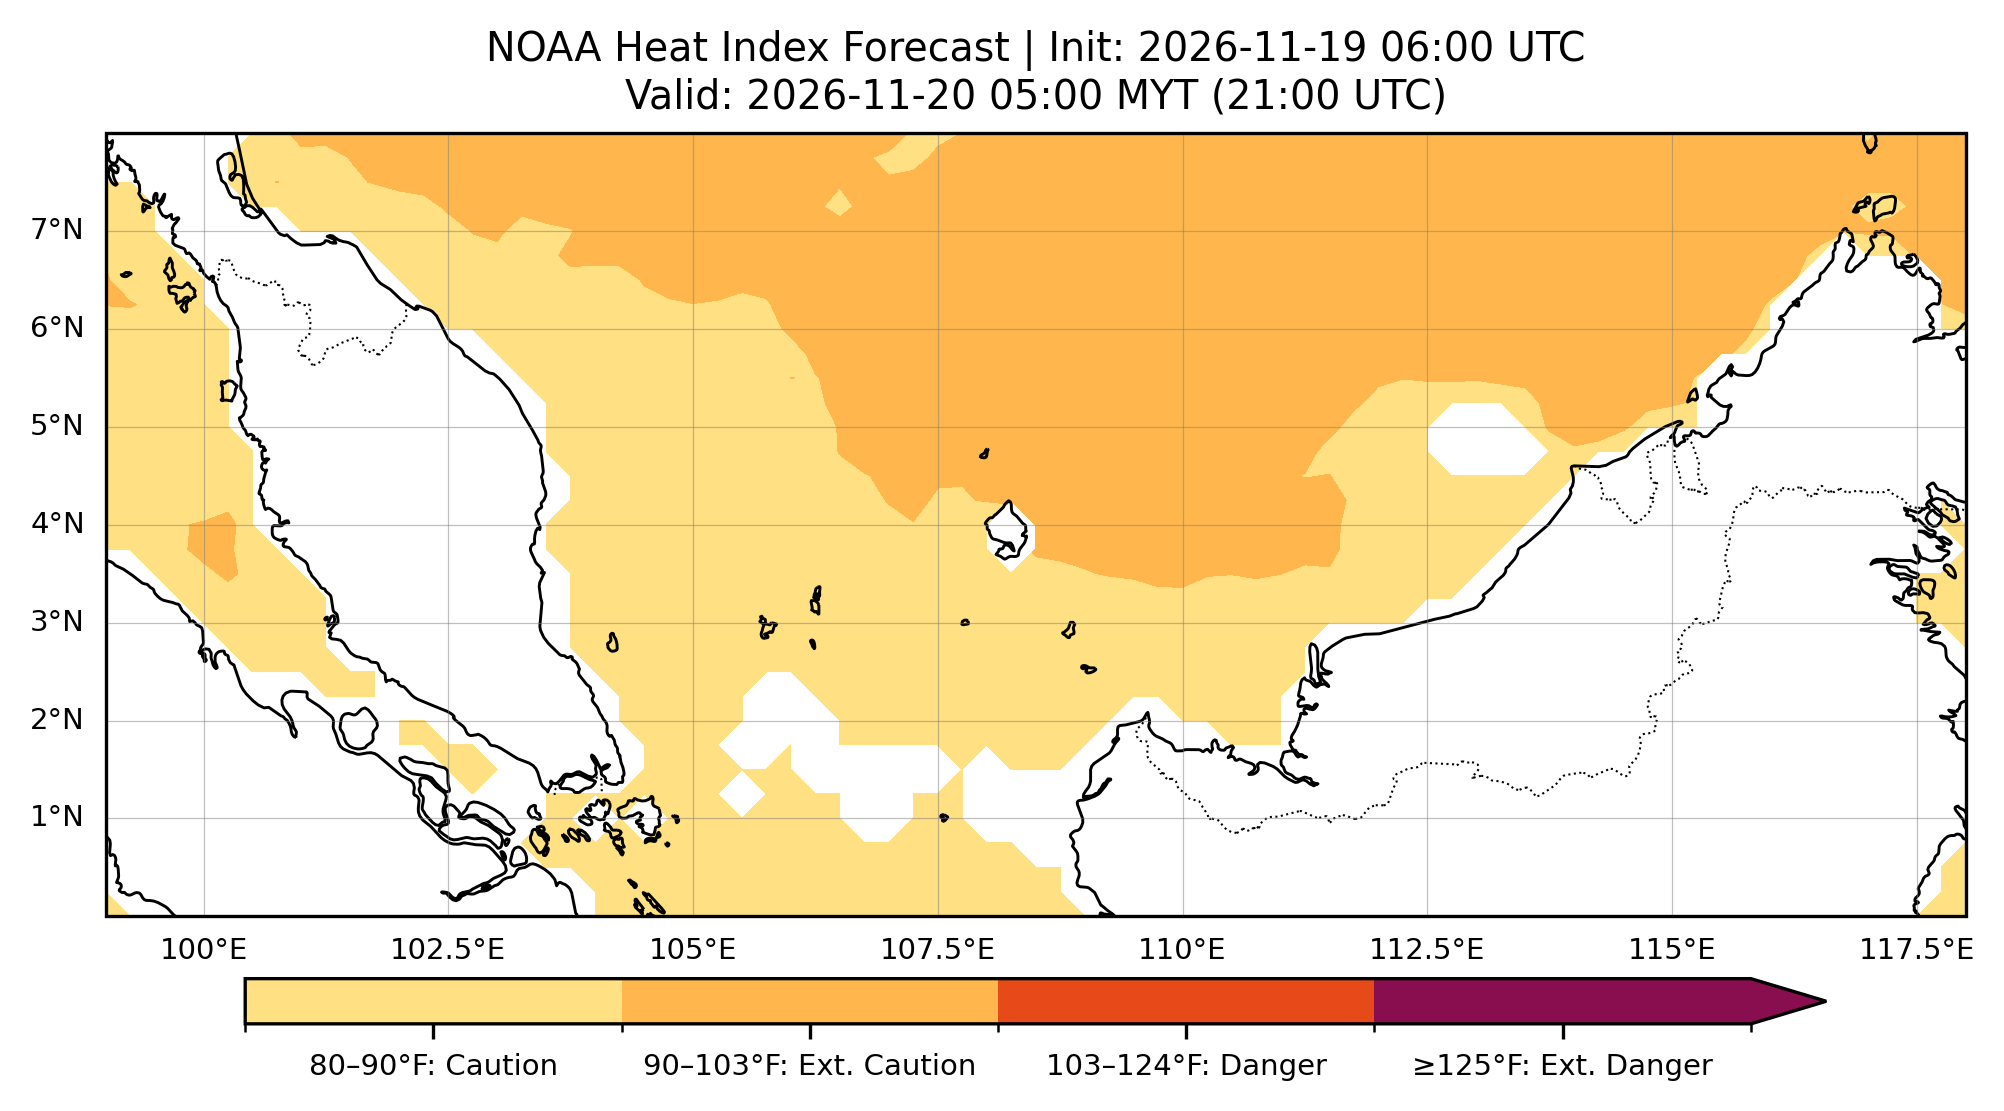 NOAA Heat Index Forecast | Init: 2026-11-19 06:00 UTC
Valid: 2026-11-20 05:00 MYT (21:00 UTC)
7°N
6°N
5°N
4°N
3°N
2°N
1°N
100°E 102.5°E 105°E 107.5°E 110°E 112.5°E 115°E 117.5°E
80–90°F: Caution 90–103°F: Ext. Caution 103–124°F: Danger ≥125°F: Ext. Danger